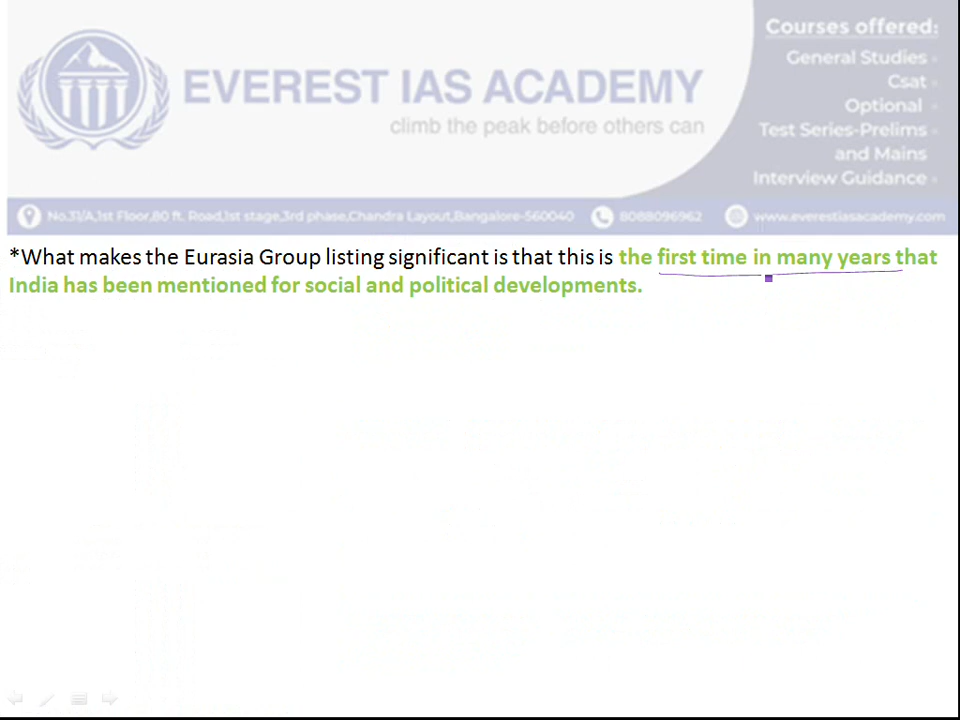 EVEREST IAS ACADEMY
climb the peak before others can
Courses offered:
General Studies
Csat
Optional
Test Series-Prelims
and Mains
Interview Guidance
No.31/A,1st Floor,80 ft. Road,1st stage,3rd phase,Chandra Layout,Bangalore-560040
8088096962
www.everestiasacademy.com
*What makes the Eurasia Group listing significant is that this is the first time in many years that
India has been mentioned for social and political developments.